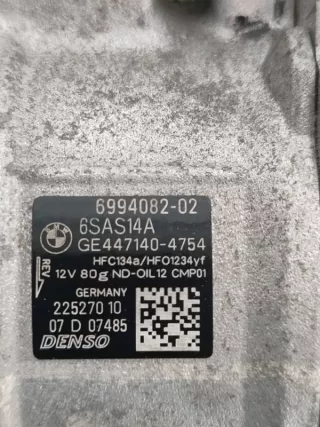 6994082-02
6SAS14A
GE447140-4754
HFC134a/HFO1234yf
REV
12V 80g ND-OIL12 CMP01
GERMANY
22527010
07 D 07485
DENSO